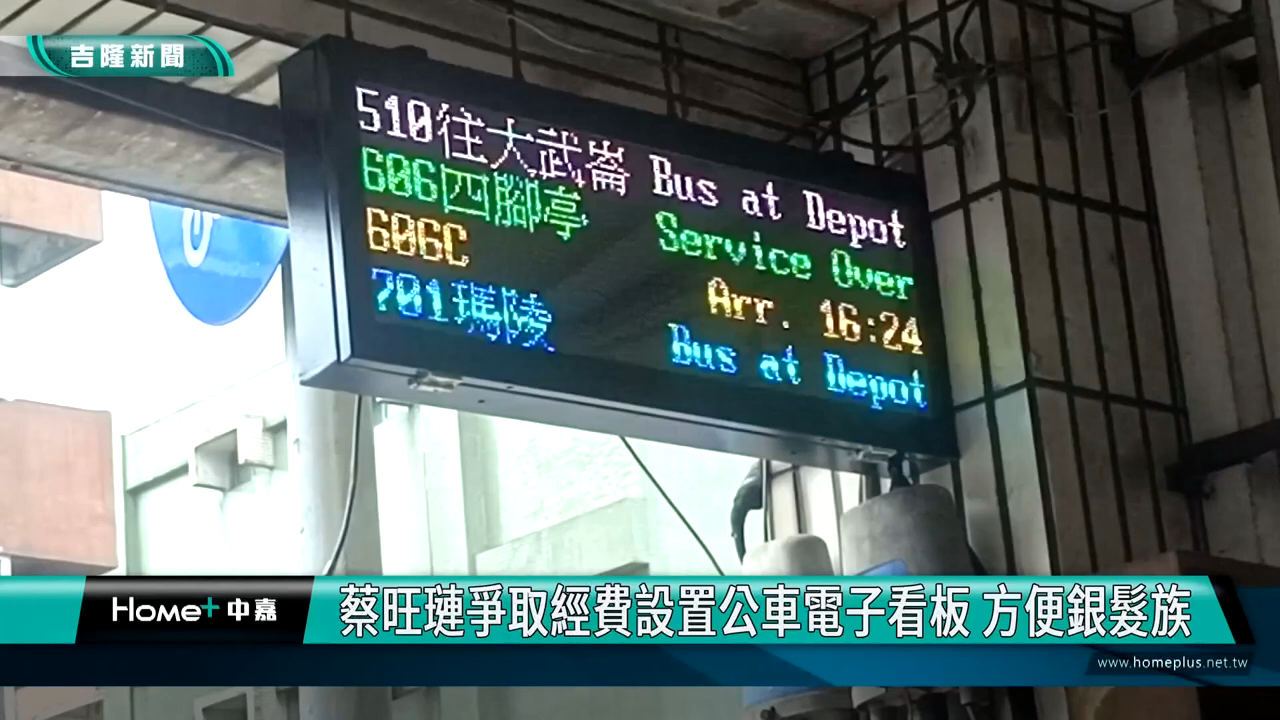 吉隆新聞
510往大武崙 Bus at Depot
606四腳亭 Service Over
606C Arr. 16:24
701瑪陵 Bus at Depot
Home+ 中嘉
蔡旺璉爭取經費設置公車電子看板 方便銀髮族
www.homeplus.net.tw